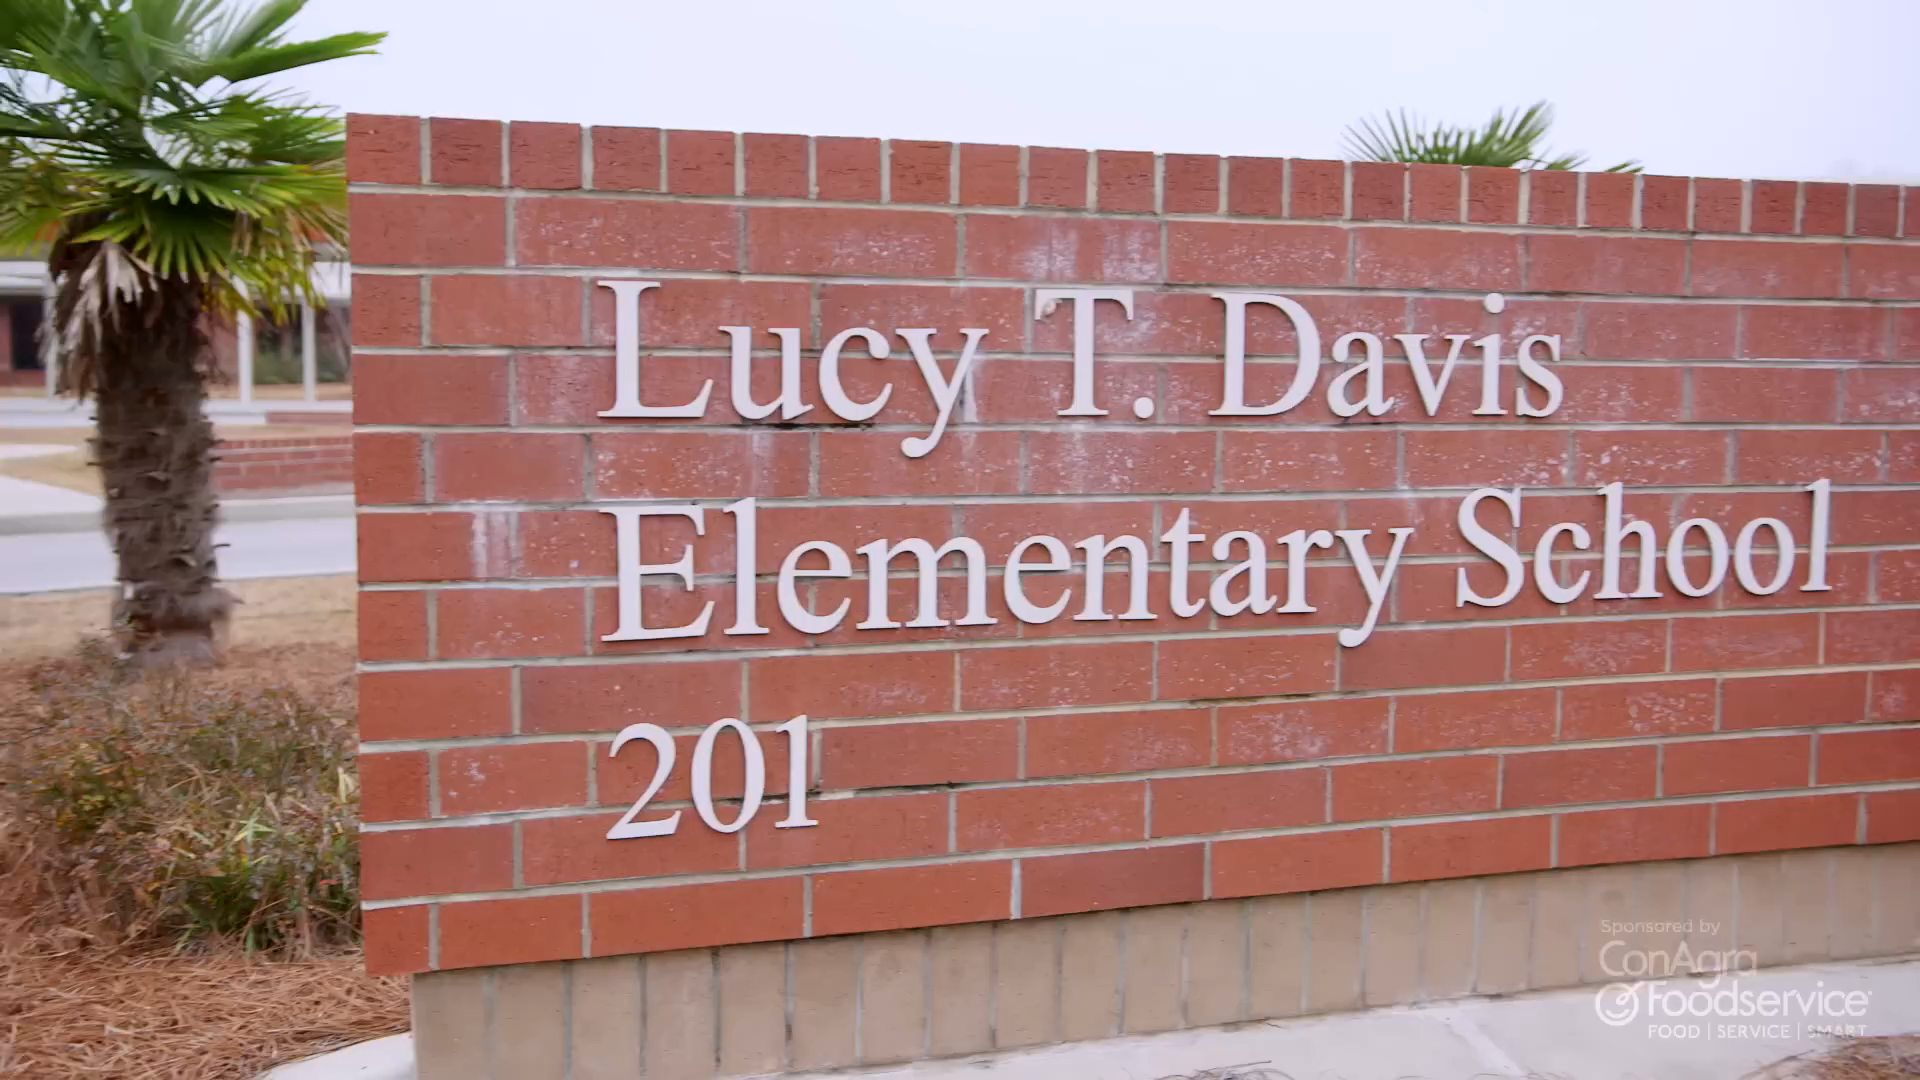 Lucy T. Davis
Elementary School
201
Sponsored by
ConAgra
Foodservice
FOOD | SERVICE | SMART